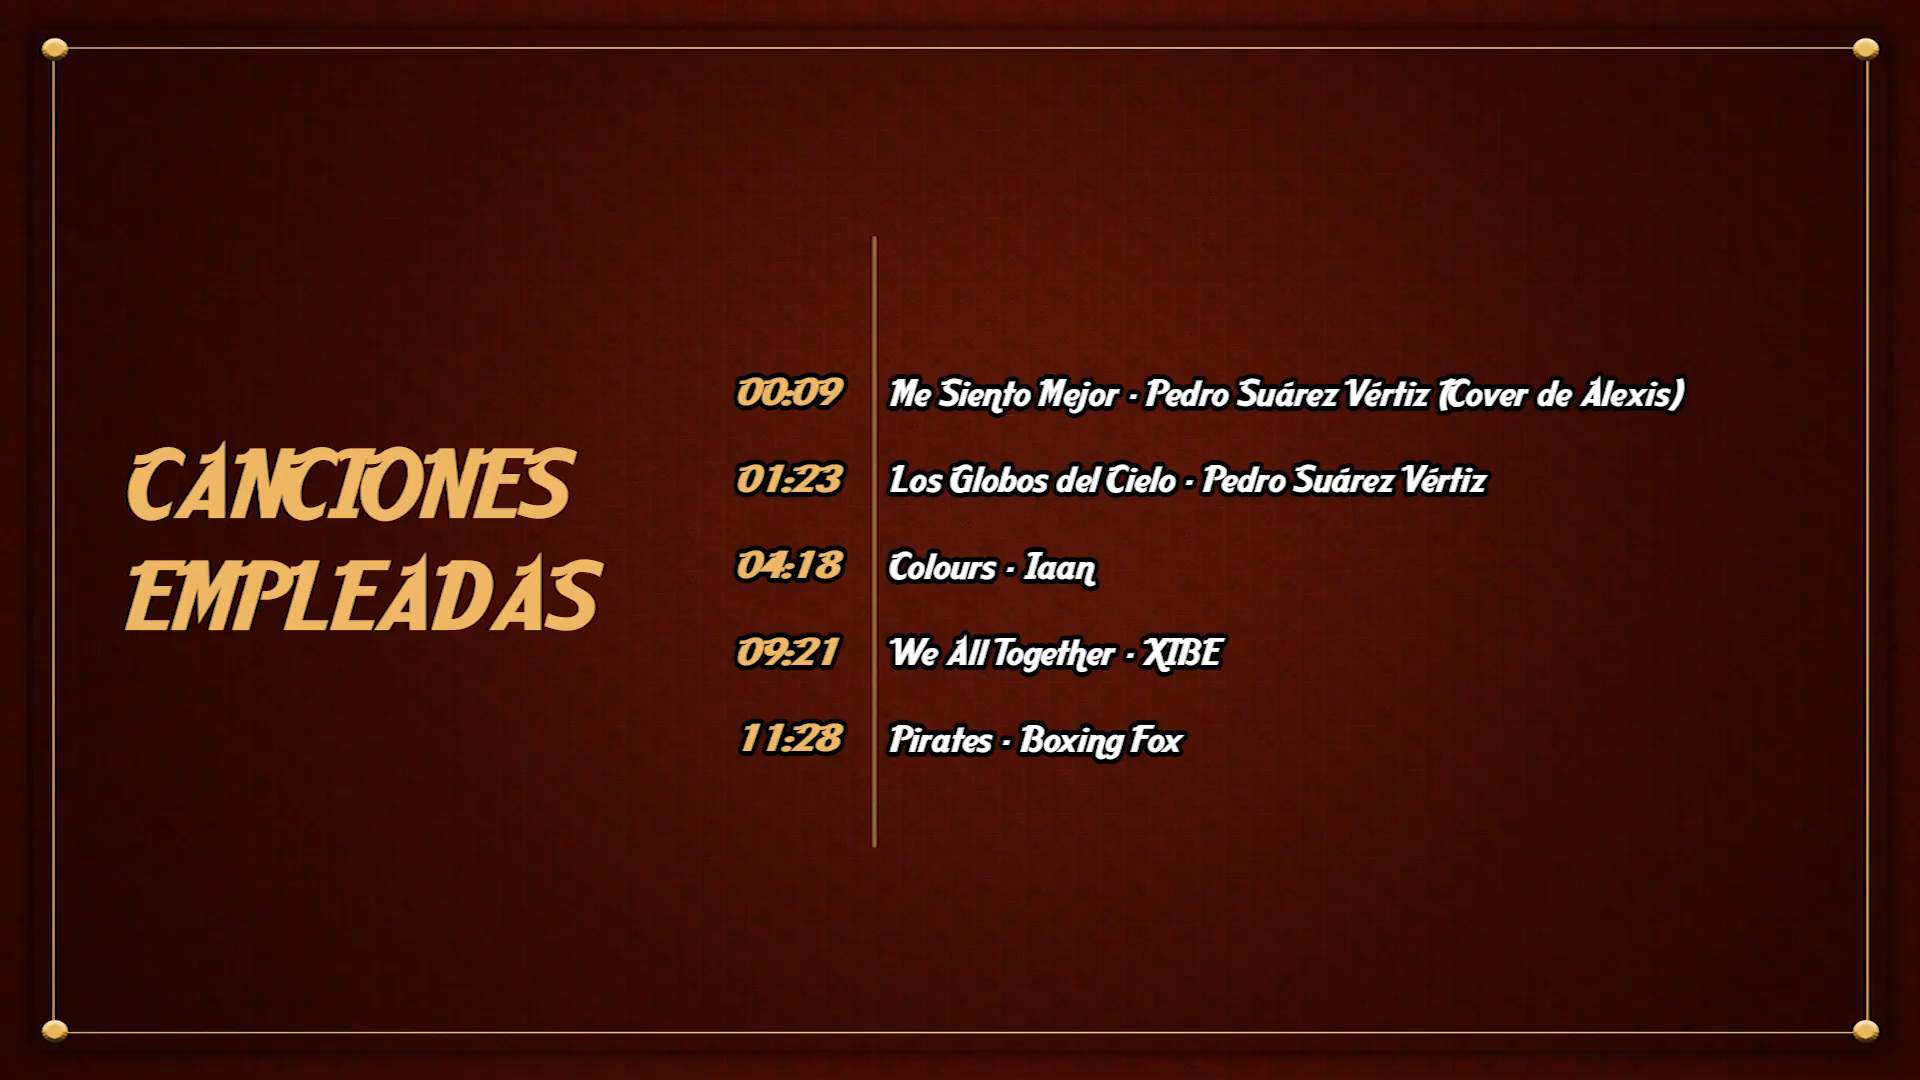 CANCIONES
EMPLEADAS
00:09 Me Siento Mejor - Pedro Suárez Vértiz (Cover de Alexis)
01:23 Los Globos del Cielo - Pedro Suárez Vértiz
04:18 Colours - Iaan
09:21 We All Together - XIBE
11:28 Pirates - Boxing Fox